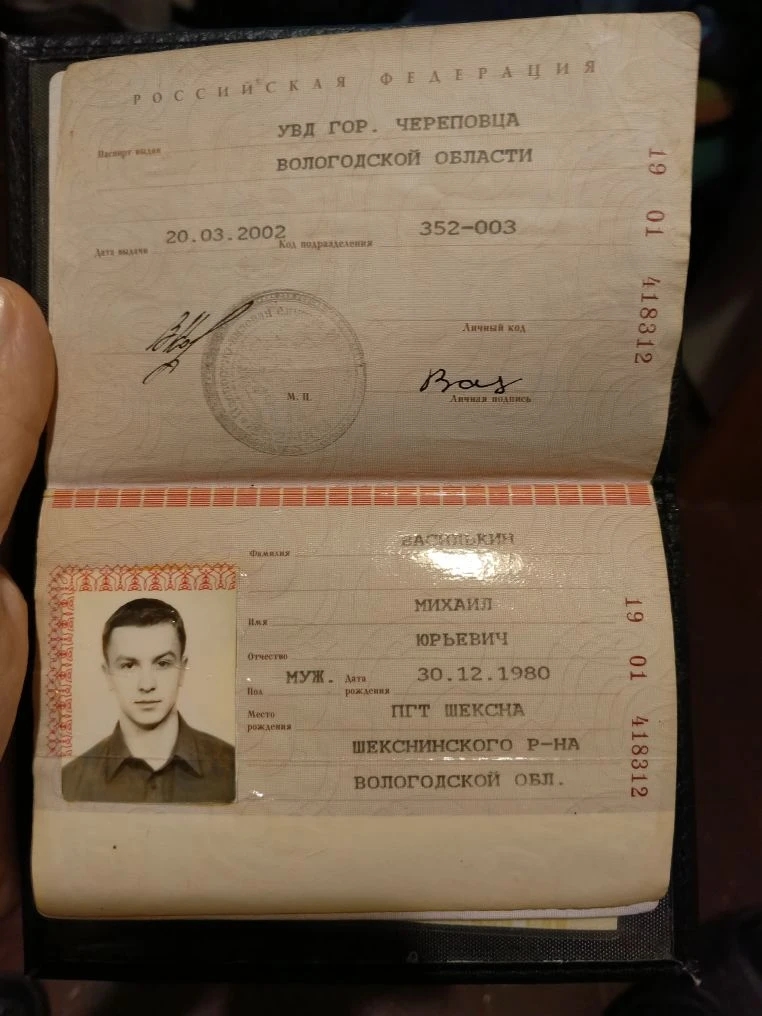 РОССИЙСКАЯ ФЕДЕРАЦИЯ
Паспорт выдан УВД ГОР. ЧЕРЕПОВЦА
ВОЛОГОДСКОЙ ОБЛАСТИ
Дата выдачи 20.03.2002 Код подразделения 352-003
19 01 418312
Личный код
М. П.
Личная подпись
Фамилия ВАСИЛЬКИН
Имя МИХАИЛ
Отчество ЮРЬЕВИЧ
Пол МУЖ. Дата рождения 30.12.1980
Место рождения ПГТ ШЕКСНА
ШЕКСНИНСКОГО Р-НА
ВОЛОГОДСКОЙ ОБЛ.
19 01 418312